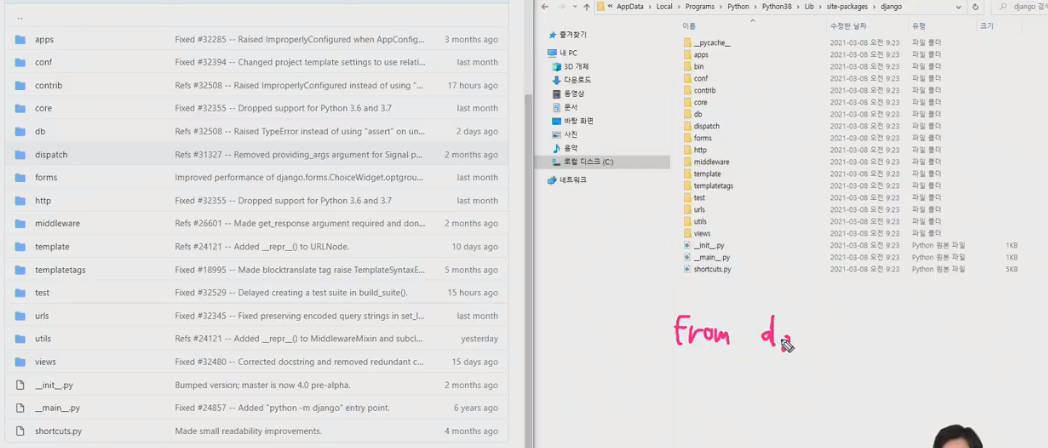 ..
apps Fixed #32285 -- Raised ImproperlyConfigured when AppConfig... 3 months ago
conf Fixed #32394 -- Changed project template settings to use relati... last month
contrib Refs #32508 -- Raised ImproperlyConfigured instead of using "... 17 hours ago
core Fixed #32355 -- Dropped support for Python 3.6 and 3.7 last month
db Refs #32508 -- Raised TypeError instead of using "assert" on un... 2 days ago
dispatch Refs #31327 -- Removed providing_args argument for Signal p... 2 months ago
forms Improved performance of django.forms.ChoiceWidget.optgrou... last month
http Fixed #32355 -- Dropped support for Python 3.6 and 3.7 last month
middleware Refs #26601 -- Made get_response argument required and don... 2 months ago
template Refs #24121 -- Added __repr__() to URLNode. 10 days ago
templatetags Fixed #18995 -- Made blocktranslate tag raise TemplateSyntaxE... 5 months ago
test Fixed #32529 -- Delayed creating a test suite in build_suite(). 15 hours ago
urls Fixed #32345 -- Fixed preserving encoded query strings in set_l... last month
utils Refs #24121 -- Added __repr__() to MiddlewareMixin and subcl... yesterday
views Fixed #32480 -- Corrected docstring and removed redundant c... 15 days ago
__init__.py Bumped version; master is now 4.0 pre-alpha. 2 months ago
__main__.py Fixed #24857 -- Added "python -m django" entry point. 6 years ago
shortcuts.py Made small readability improvements. 4 months ago
« AppData › Local › Programs › Python › Python38 › Lib › site-packages › django
django 검색
이름 수정한 날짜 유형 크기
즐겨찾기
내 PC
3D 개체
다운로드
동영상
문서
바탕 화면
사진
음악
로컬 디스크 (C:)
네트워크
__pycache__ 2021-03-08 오전 9:23 파일 폴더
apps 2021-03-08 오전 9:23 파일 폴더
bin 2021-03-08 오전 9:23 파일 폴더
conf 2021-03-08 오전 9:23 파일 폴더
contrib 2021-03-08 오전 9:23 파일 폴더
core 2021-03-08 오전 9:23 파일 폴더
db 2021-03-08 오전 9:23 파일 폴더
dispatch 2021-03-08 오전 9:23 파일 폴더
forms 2021-03-08 오전 9:23 파일 폴더
http 2021-03-08 오전 9:23 파일 폴더
middleware 2021-03-08 오전 9:23 파일 폴더
template 2021-03-08 오전 9:23 파일 폴더
templatetags 2021-03-08 오전 9:23 파일 폴더
test 2021-03-08 오전 9:23 파일 폴더
urls 2021-03-08 오전 9:23 파일 폴더
utils 2021-03-08 오전 9:23 파일 폴더
views 2021-03-08 오전 9:23 파일 폴더
__init__.py 2021-03-08 오전 9:23 Python 원본 파일 1KB
__main__.py 2021-03-08 오전 9:23 Python 원본 파일 1KB
shortcuts.py 2021-03-08 오전 9:23 Python 원본 파일 5KB
From d